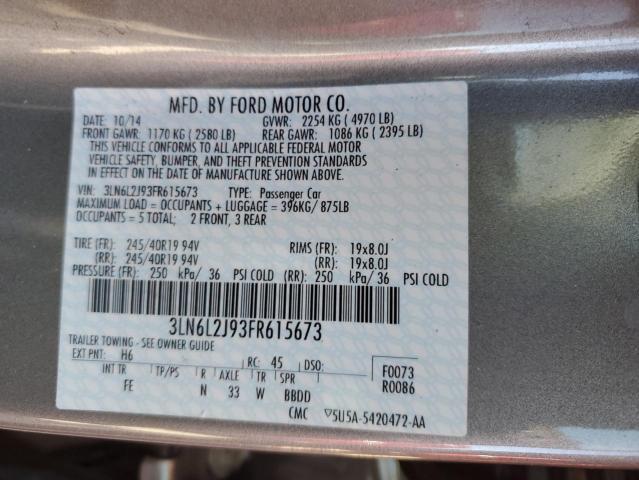 MFD. BY FORD MOTOR CO.
DATE: 10/14 GVWR: 2254 KG ( 4970 LB)
FRONT GAWR: 1170 KG ( 2580 LB) REAR GAWR: 1086 KG ( 2395 LB)
THIS VEHICLE CONFORMS TO ALL APPLICABLE FEDERAL MOTOR
VEHICLE SAFETY, BUMPER, AND THEFT PREVENTION STANDARDS
IN EFFECT ON THE DATE OF MANUFACTURE SHOWN ABOVE.
VIN: 3LN6L2J93FR615673 TYPE: Passenger Car
MAXIMUM LOAD = OCCUPANTS + LUGGAGE = 396KG/ 875LB
OCCUPANTS = 5 TOTAL; 2 FRONT, 3 REAR
TIRE (FR): 245/40R19 94V RIMS (FR): 19x8.0J
(RR): 245/40R19 94V (RR): 19x8.0J
PRESSURE (FR): 250 kPa/ 36 PSI COLD (RR): 250 kPa/ 36 PSI COLD
3LN6L2J93FR615673
TRAILER TOWING - SEE OWNER GUIDE
EXT PNT: H6 RC: 45 DSO: F0073
INT TR TP/PS R AXLE TR SPR R0086
FE N 33 W BBDD
CMC ▽5U5A-5420472-AA